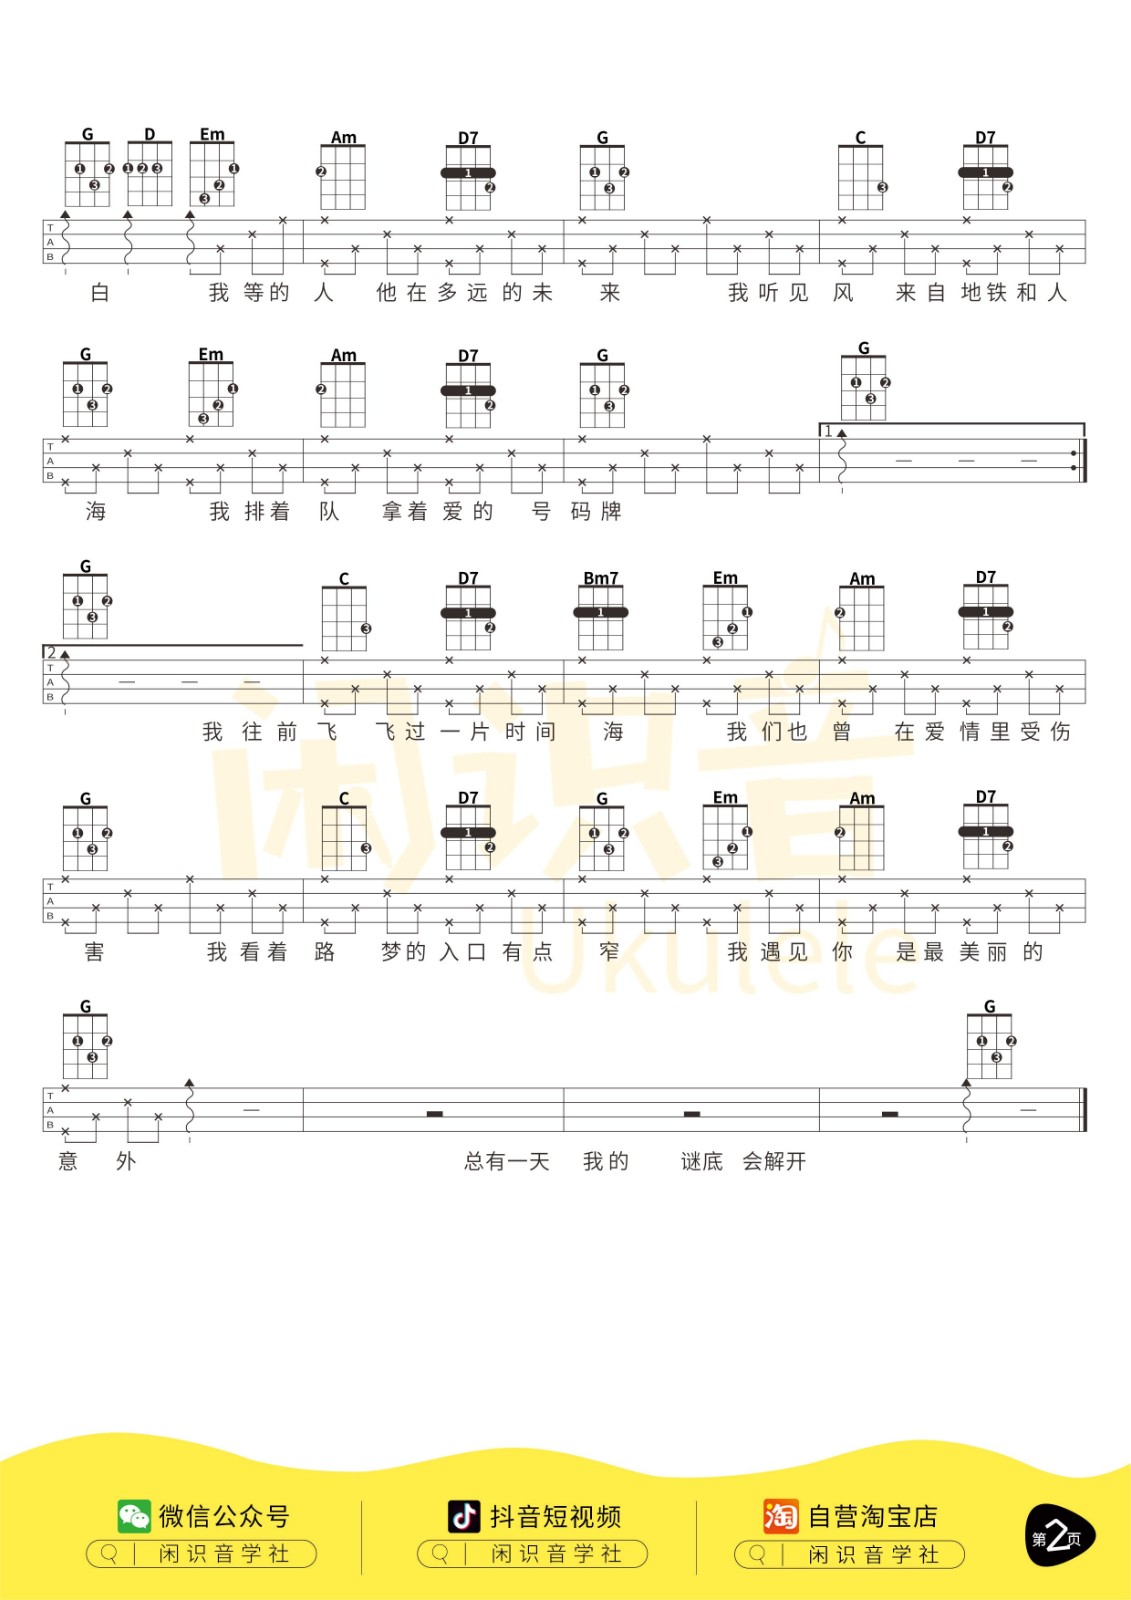 G D Em Am D7 G C D7
白 我 等 的 人 他 在 多 远 的 未 来 我 听 见 风 来 自 地 铁 和 人
G Em Am D7 G G
1
海 我 排 着 队 拿 着 爱 的 号 码 牌
G C D7 Bm7 Em Am D7
2
我 往 前 飞 飞 过 一 片 时 间 海 我 们 也 曾 在 爱 情 里 受 伤
G C D7 G Em Am D7
害 我 看 着 路 梦 的 入 口 有 点 窄 我 遇 见 你 是 最 美 丽 的
G G
意 外 总有一天 我的 谜底 会解开
闲识音
Ukulele
微信公众号 抖音短视频 淘 自营淘宝店
闲识音学社 闲识音学社 闲识音学社
第2页